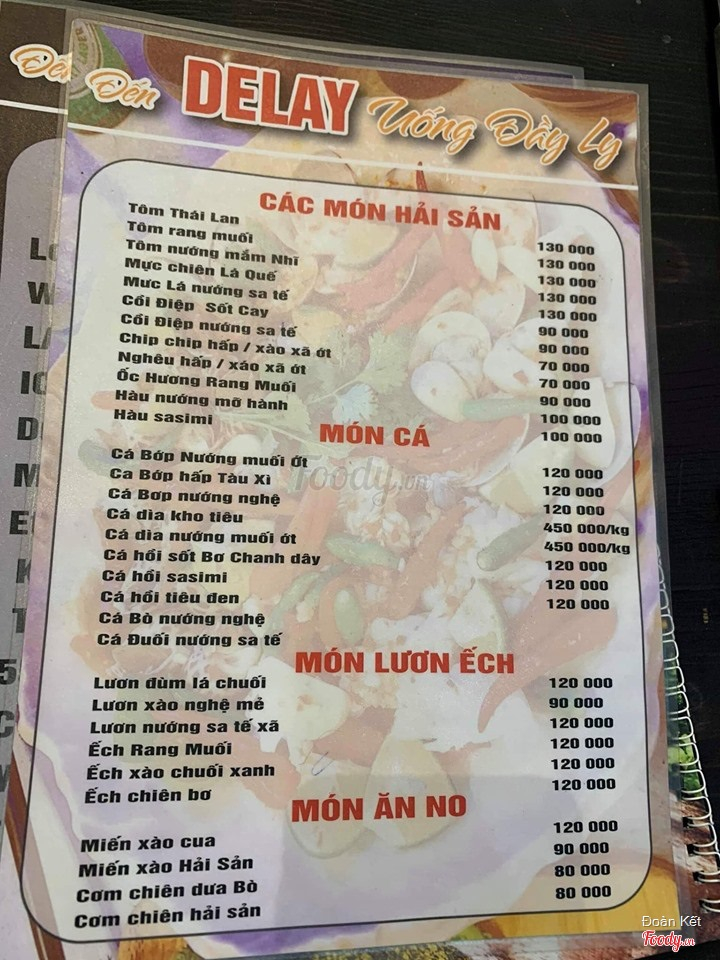 Đến DELAY Uống Đầy Ly
Đế
CÁC MÓN HẢI SẢN
Tôm Thái Lan 130 000
Tôm rang muối 130 000
Tôm nướng mắm Nhĩ 130 000
Mực chiên Lá Quế 130 000
Mưc Lá nướng sa tế 130 000
Cồi Điệp Sốt Cay 90 000
Cồi Điệp nướng sa tế 90 000
Chip chip hấp / xào xã ớt 70 000
Nghêu hấp / xáo xã ớt 70 000
Ốc Hương Rang Muối 90 000
Hàu nướng mỡ hành 100 000
Hàu sasimi 100 000
MÓN CÁ
Cá Bớp Nướng muối Ớt 120 000
Ca Bớp hấp Tàu Xì 120 000
Cá Bơp nướng nghệ 120 000
Cá dìa kho tiêu 450 000/kg
Cá dìa nướng muối ớt 450 000/kg
Cá hồi sốt Bơ Chanh dây 120 000
Cá hồi sasimi 120 000
Cá hồi tiêu đen 120 000
Cá Bò nướng nghệ
Cá Đuối nướng sa tế
MÓN LƯƠN ẾCH
Lươn đùm lá chuối 120 000
Lươn xào nghệ mẻ 90 000
Lươn nướng sa tế xã 120 000
Ếch Rang Muối 120 000
Ếch xào chuối xanh 120 000
Ếch chiên bơ 120 000
MÓN ĂN NO
Miến xào cua 120 000
Miến xào Hải Sản 90 000
Cơm chiên dưa Bò 80 000
Cơm chiên hải sản 80 000
Foody.vn
Đoàn Kết
Foody.vn